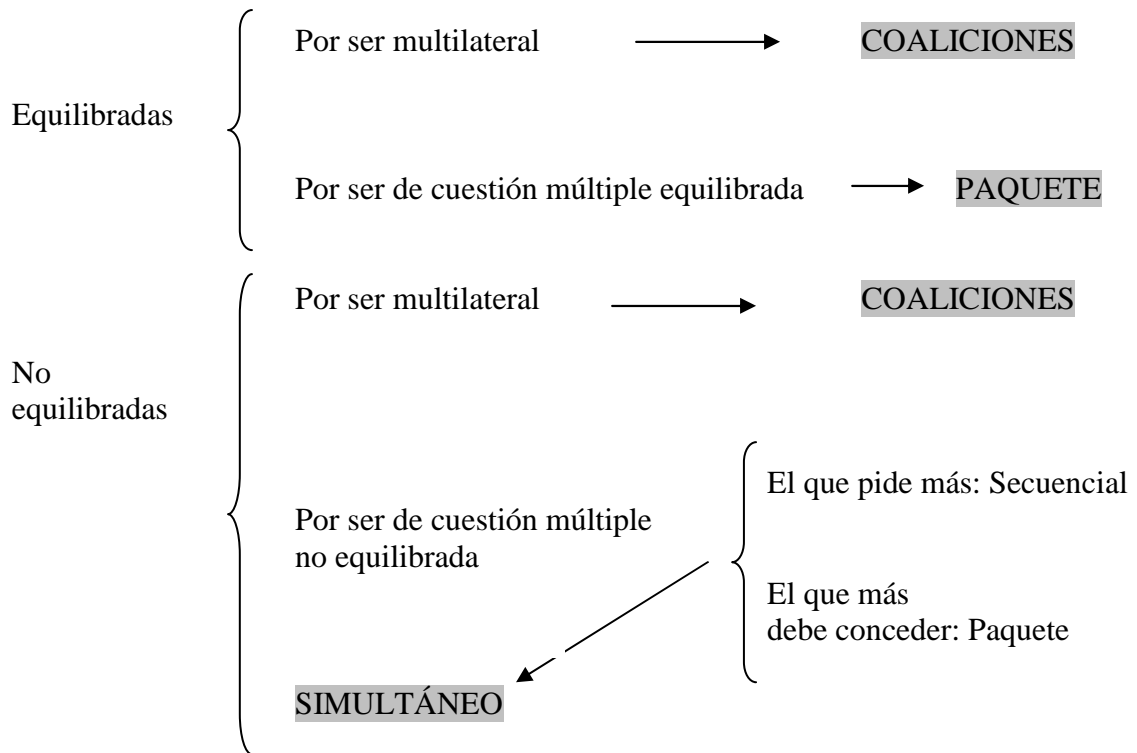 Por ser multilateral COALICIONES
Equilibradas
Por ser de cuestión múltiple equilibrada PAQUETE
Por ser multilateral COALICIONES
No
equilibradas
El que pide más: Secuencial
Por ser de cuestión múltiple
no equilibrada
El que más
debe conceder: Paquete
SIMULTÁNEO